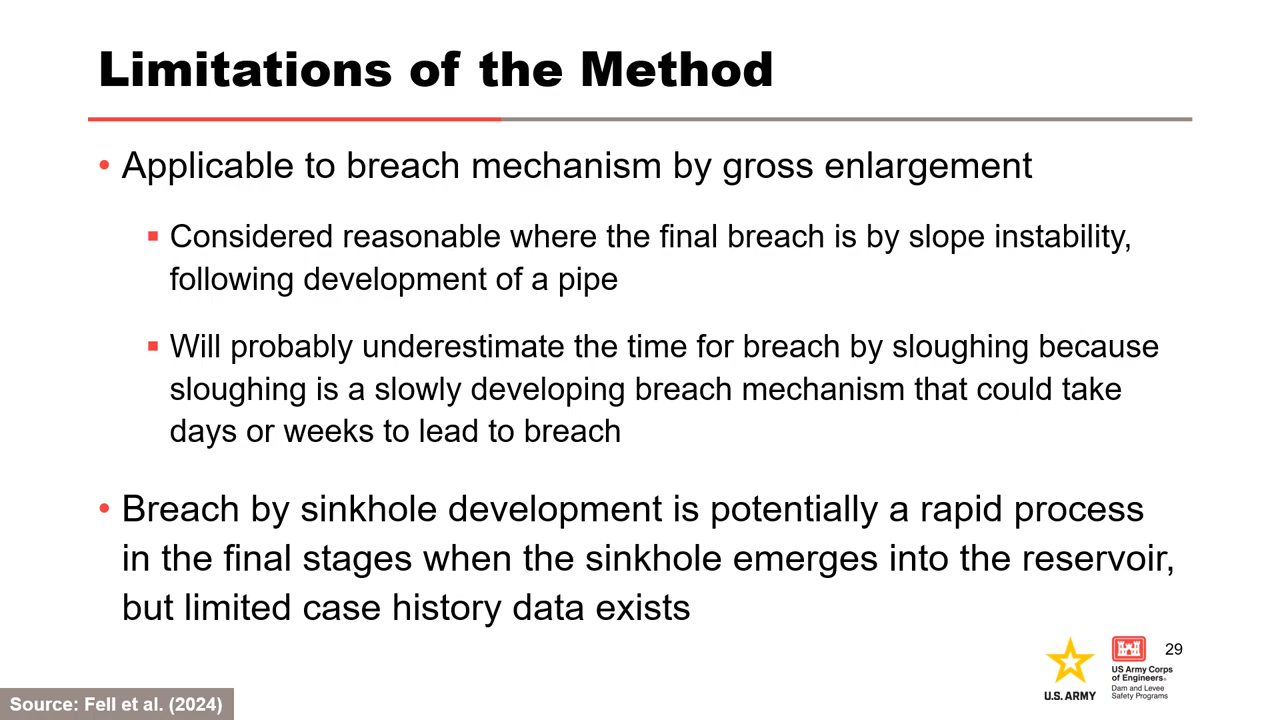 Limitations of the Method
• Applicable to breach mechanism by gross enlargement
▪ Considered reasonable where the final breach is by slope instability,
following development of a pipe
▪ Will probably underestimate the time for breach by sloughing because
sloughing is a slowly developing breach mechanism that could take
days or weeks to lead to breach
• Breach by sinkhole development is potentially a rapid process
in the final stages when the sinkhole emerges into the reservoir,
but limited case history data exists
29
U.S. ARMY
US Army Corps
of Engineers®
Dam and Levee
Safety Programs
Source: Fell et al. (2024)